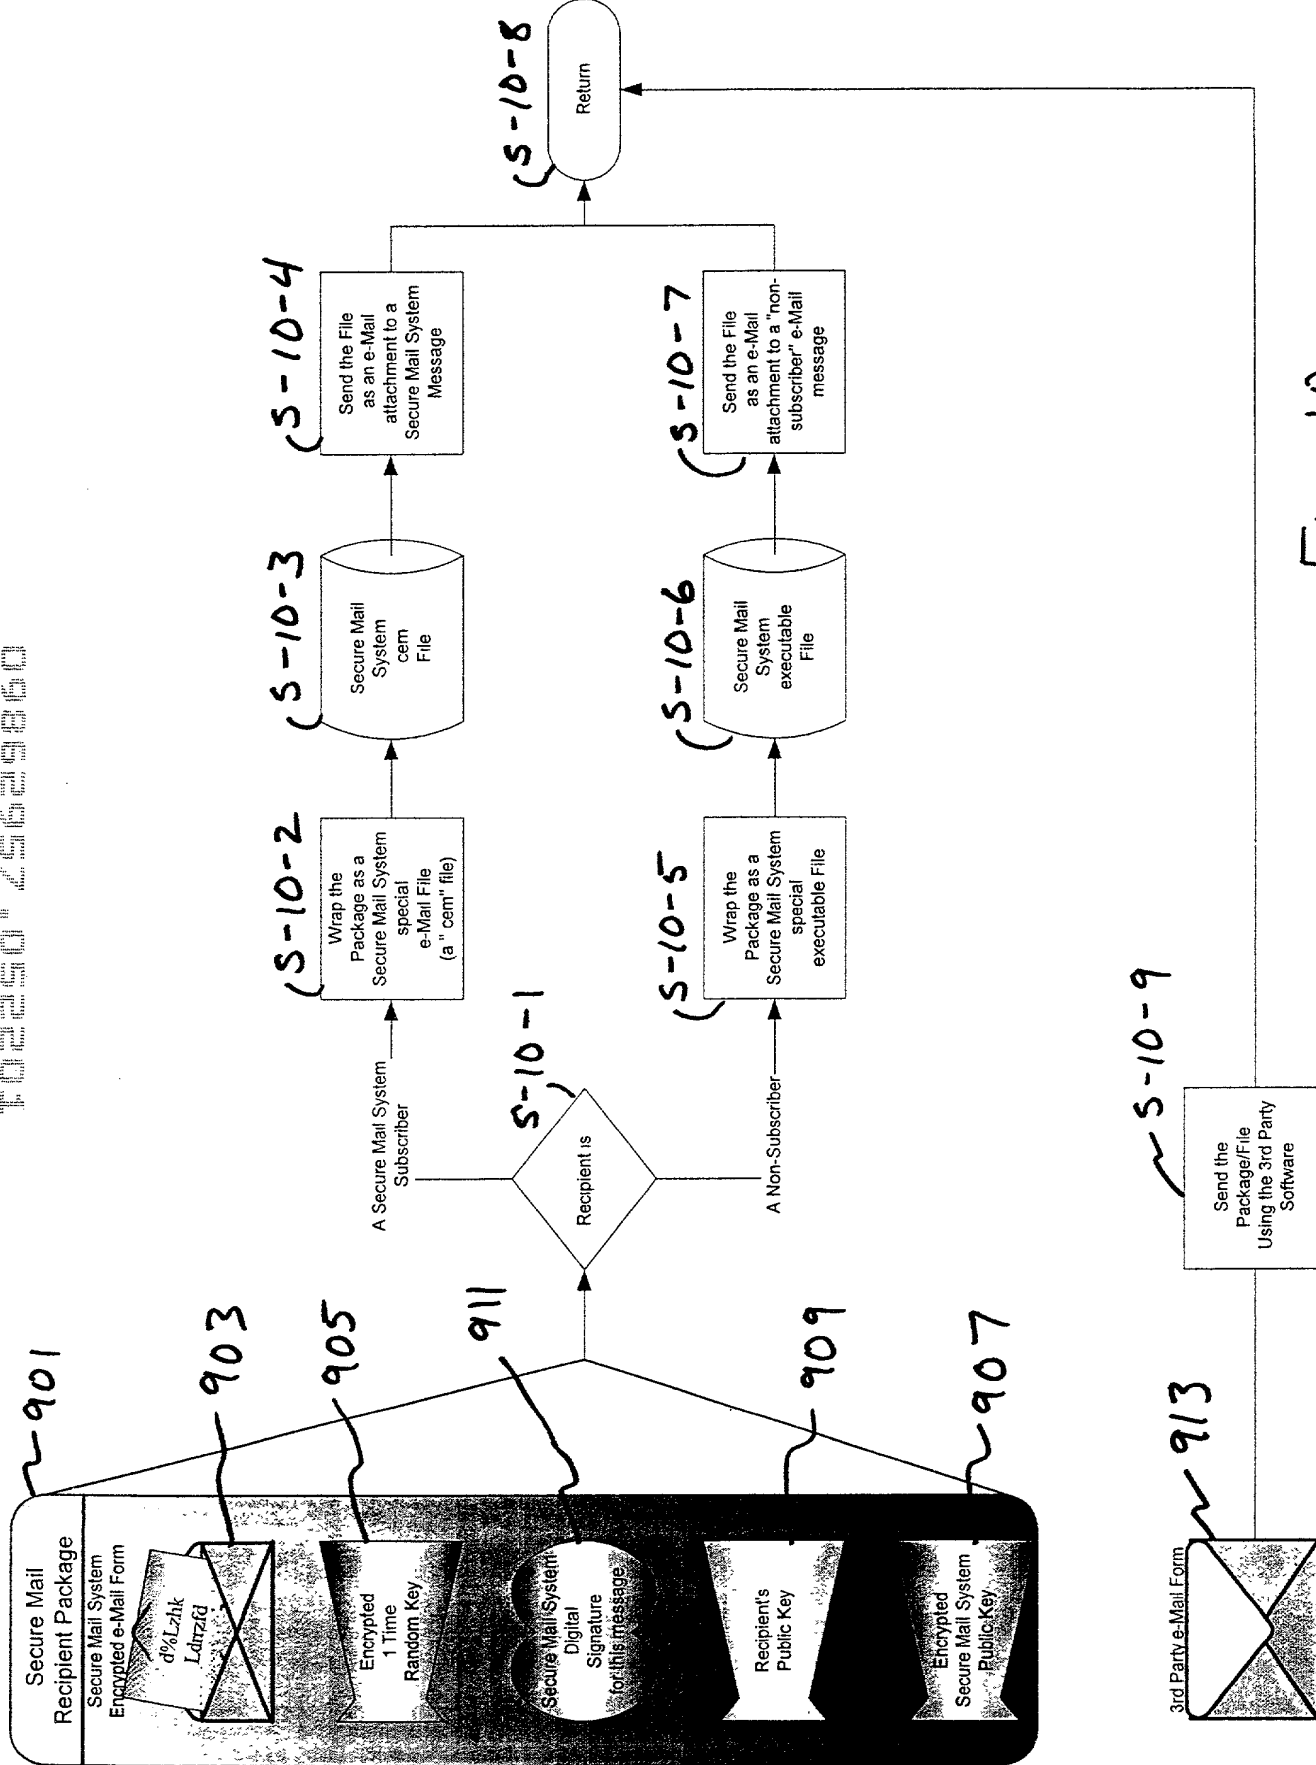 901
Secure Mail
Recipient Package
Secure Mail System
Encrypted e-Mail Form
d%Lzhk
903
Encrypted
1 Time
Random Key
905
Secure Mail System
Digital
Signature
for this message
911
Recipient's
Public Key
909
Encrypted
Secure Mail System
Public Key
907
Recipient is
S-10-1
A Secure Mail System
Subscriber
Wrap the
Package as a
Secure Mail System
special
e-Mail File
(a " cem" file)
S-10-2
Secure Mail
System
cem
File
S-10-3
Send the File
as an e-Mail
attachment to a
Secure Mail System
Message
S-10-4
A Non-Subscriber
Wrap the
Package as a
Secure Mail System
special
executable File
S-10-5
Secure Mail
System
executable
File
S-10-6
Send the File
as an e-Mail
attachment to a "non-
subscriber" e-Mail
message
S-10-7
Return
S-10-8
3rd Party e-Mail Form
913
Send the
Package/File
Using the 3rd Party
Software
S-10-9